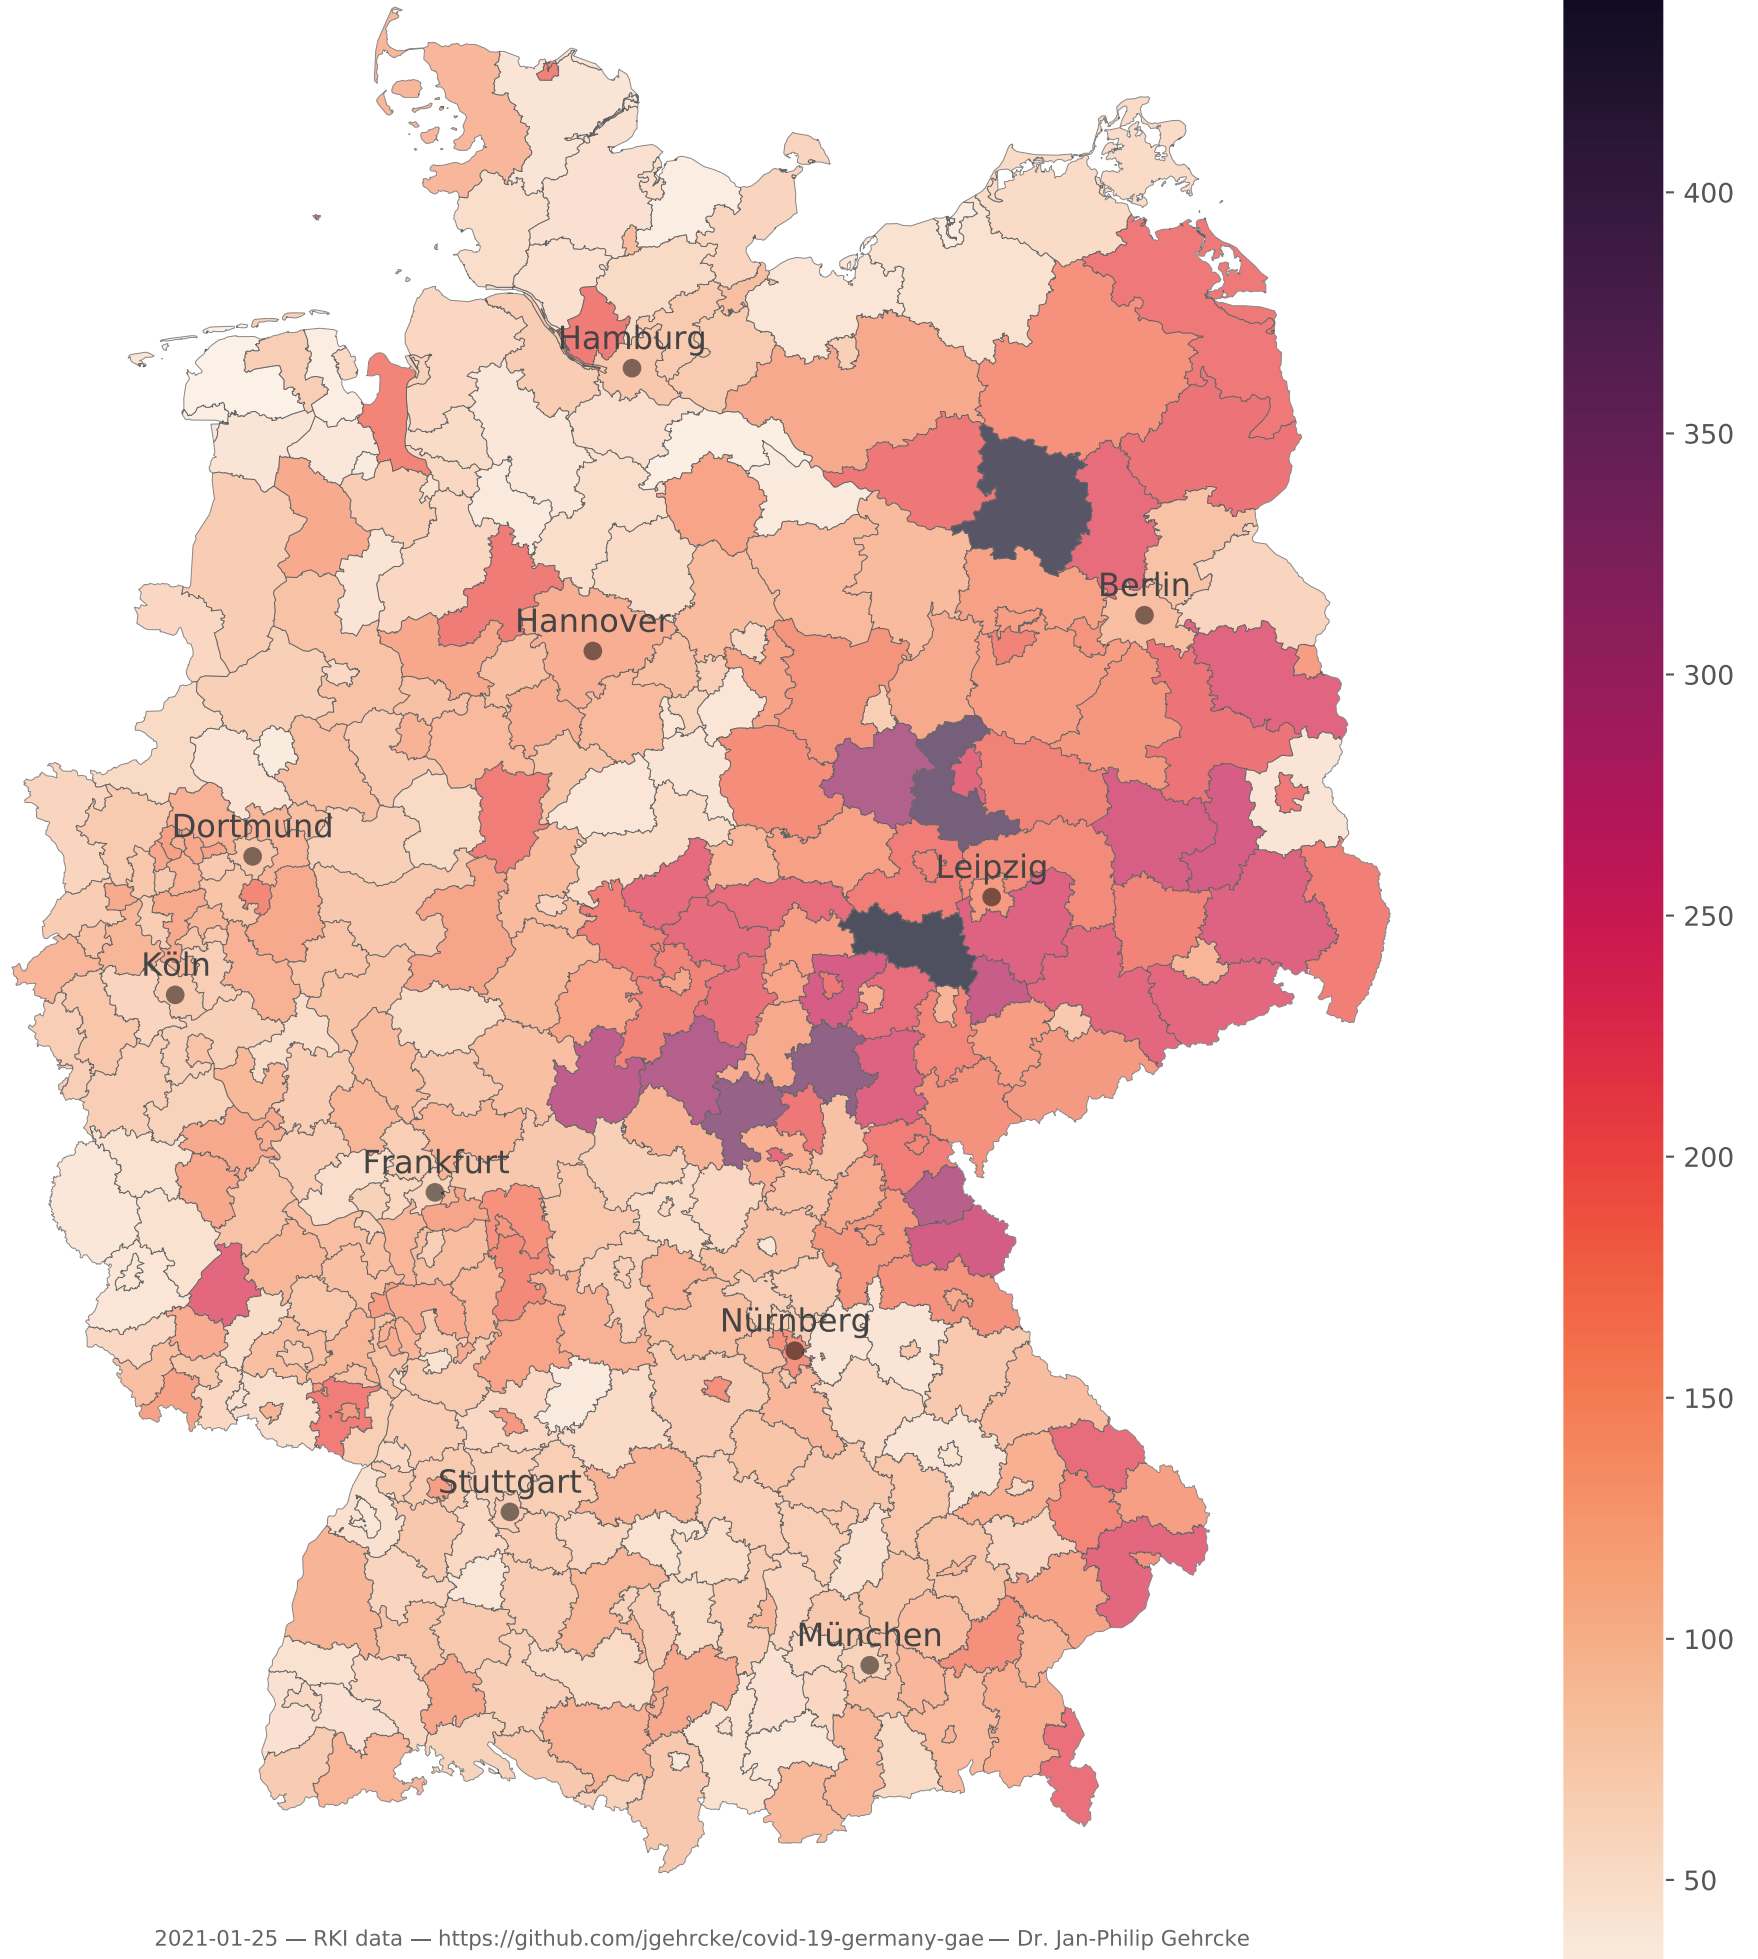 Hamburg
Berlin
Hannover
Dortmund
Leipzig
Köln
Frankfurt
Nürnberg
Stuttgart
München
400
350
300
250
200
150
100
50
2021-01-25 — RKI data — https://github.com/jgehrcke/covid-19-germany-gae — Dr. Jan-Philip Gehrcke